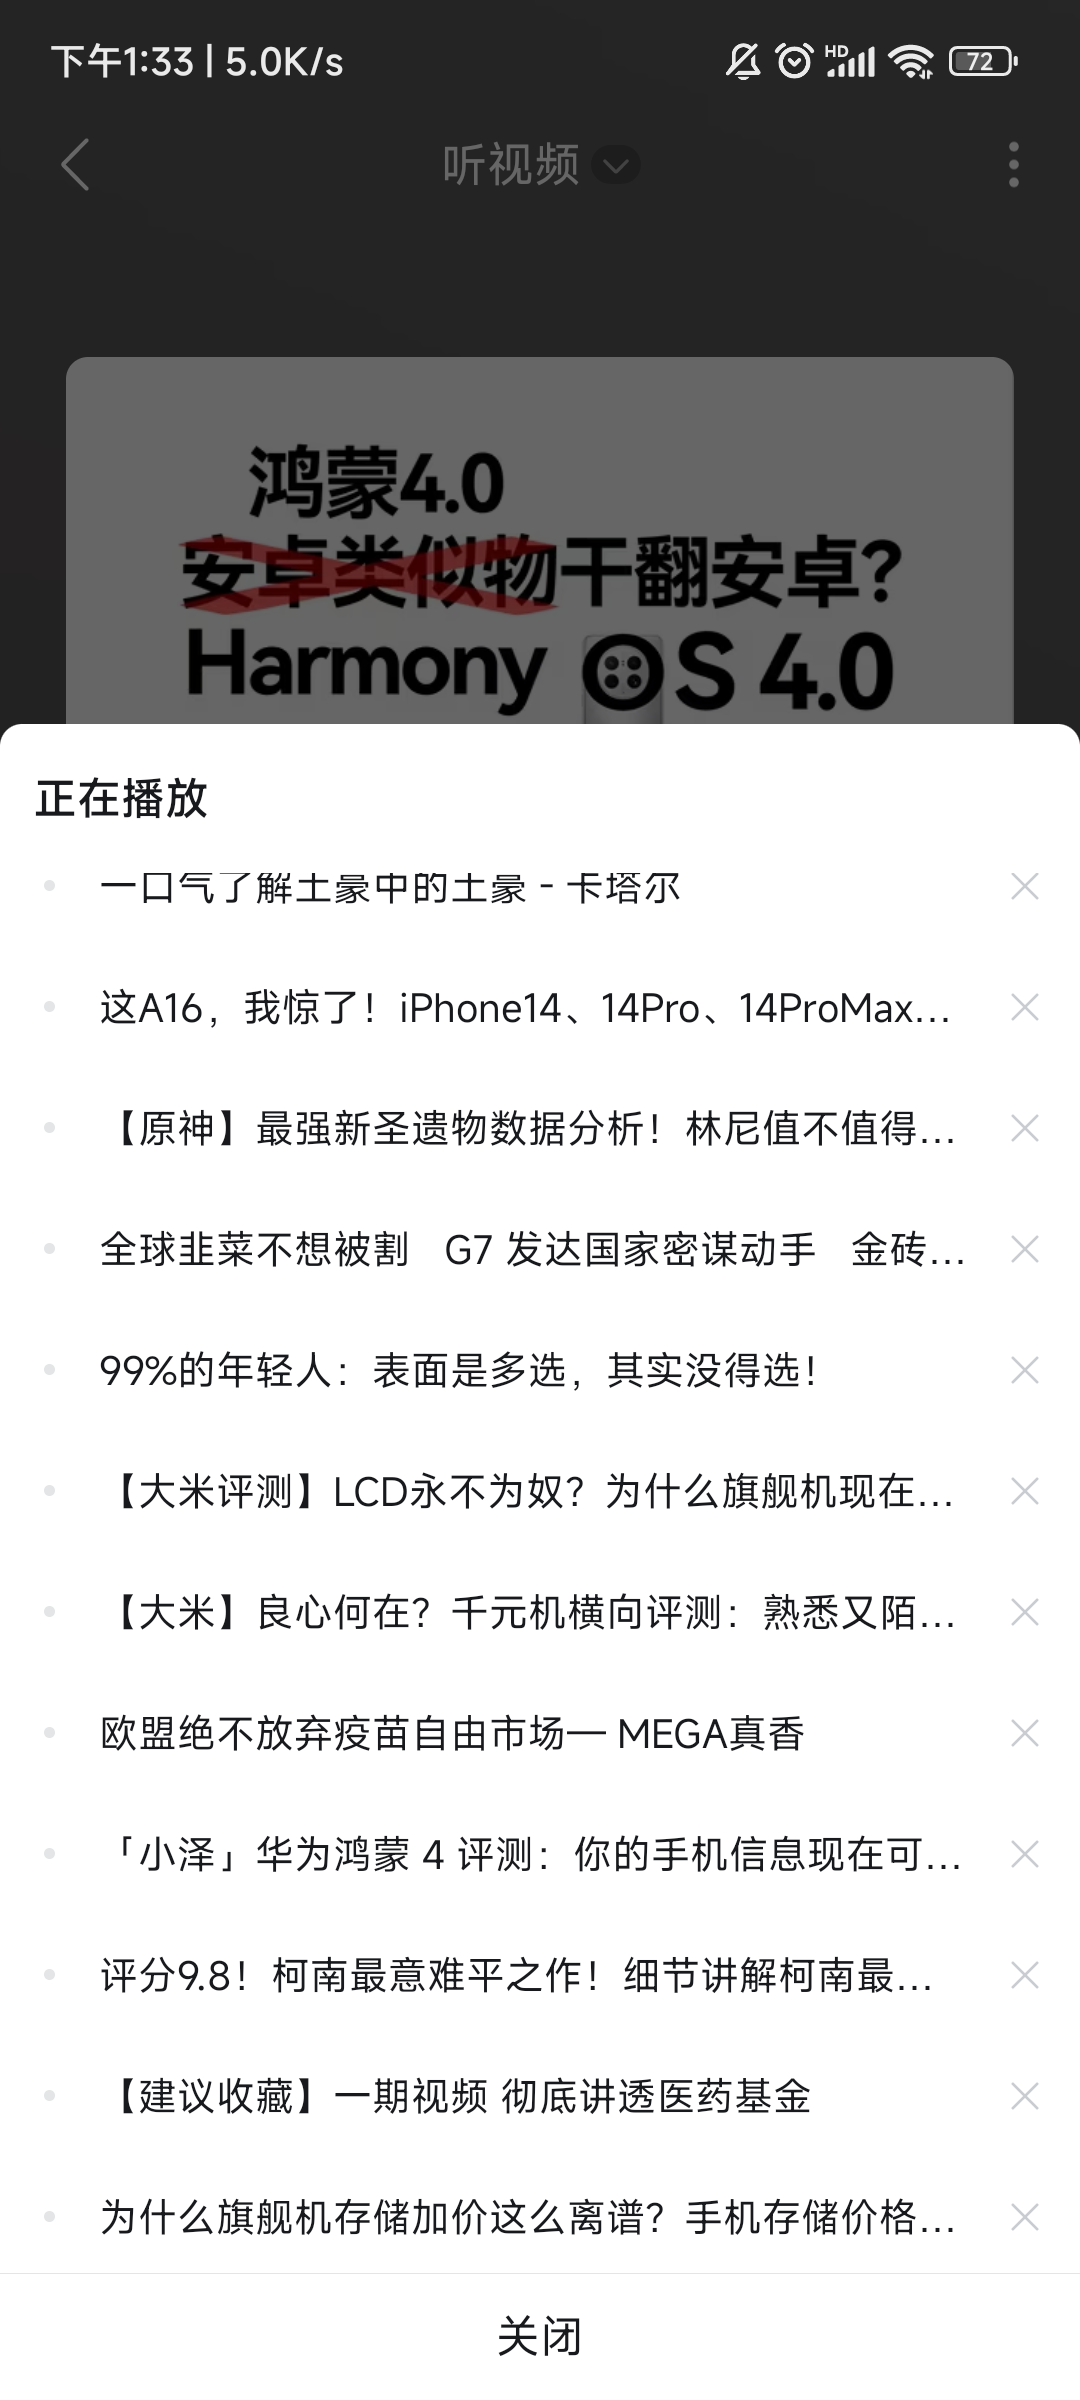 下午1:33 | 5.0K/s
HD
72
听视频
鸿蒙4.0
安卓类似物干翻安卓?
Harmony OS 4.0
正在播放
一口气了解土豪中的土豪 - 卡塔尔
这A16，我惊了！iPhone14、14Pro、14ProMax...
【原神】最强新圣遗物数据分析！林尼值不值得...
全球韭菜不想被割   G7 发达国家密谋动手   金砖...
99%的年轻人：表面是多选，其实没得选！
【大米评测】LCD永不为奴？为什么旗舰机现在...
【大米】良心何在？千元机横向评测：熟悉又陌...
欧盟绝不放弃疫苗自由市场— MEGA真香
「小泽」华为鸿蒙 4 评测：你的手机信息现在可...
评分9.8！柯南最意难平之作！细节讲解柯南最...
【建议收藏】一期视频 彻底讲透医药基金
为什么旗舰机存储加价这么离谱？手机存储价格...
关闭